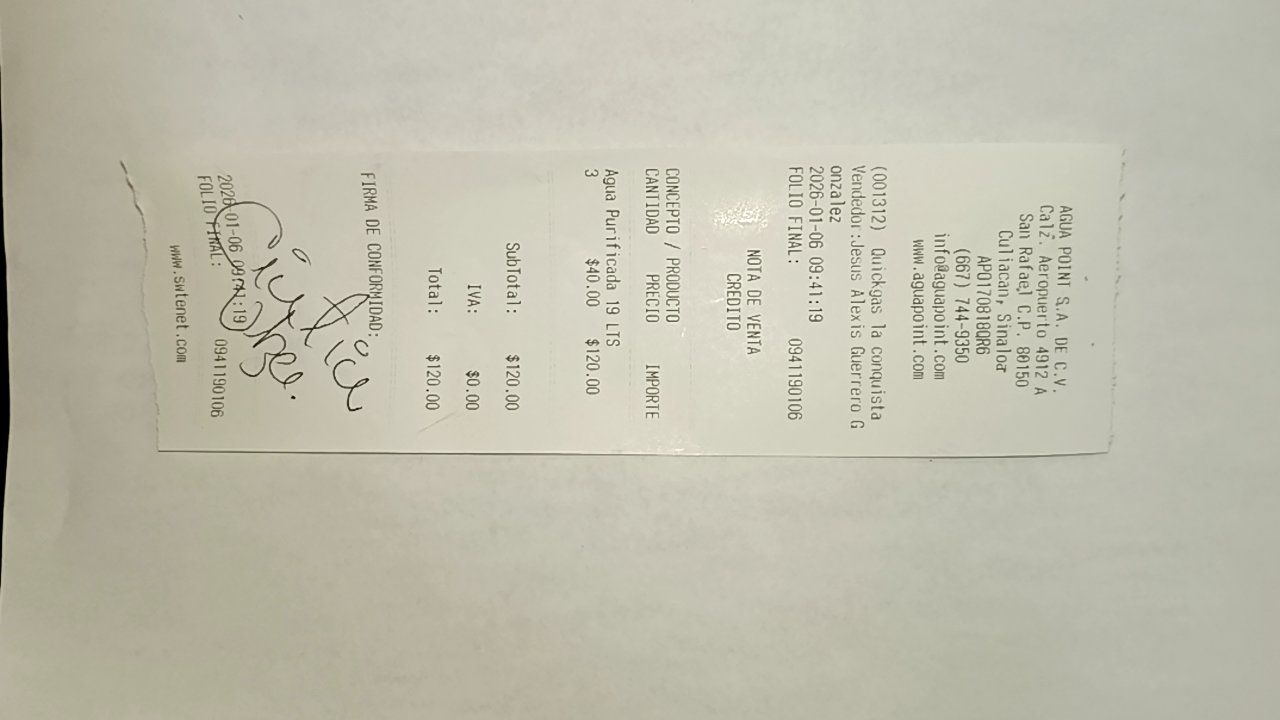 AGUA POINT S.A. DE C.V.
Calz. Aeropuerto 4912 A
San Rafael C.P. 80150
Culiacan, Sinaloa
APO170818QR6
(667) 744-9350
info@aguapoint.com
www.aguapoint.com
(001312) Quickgas la conquista
Vendedor:Jesus Alexis Guerrero G
onzalez
2026-01-06 09:41:19
FOLIO FINAL: 0941190106
NOTA DE VENTA
CREDITO
CONCEPTO / PRODUCTO
CANTIDAD PRECIO IMPORTE
Agua Purificada 19 LTS
3 $40.00 $120.00
SubTotal: $120.00
IVA: $0.00
Total: $120.00
FIRMA DE CONFORMIDAD:
2026-01-06 09:41:19
FOLIO FINAL: 0941190106
www.swtenet.com